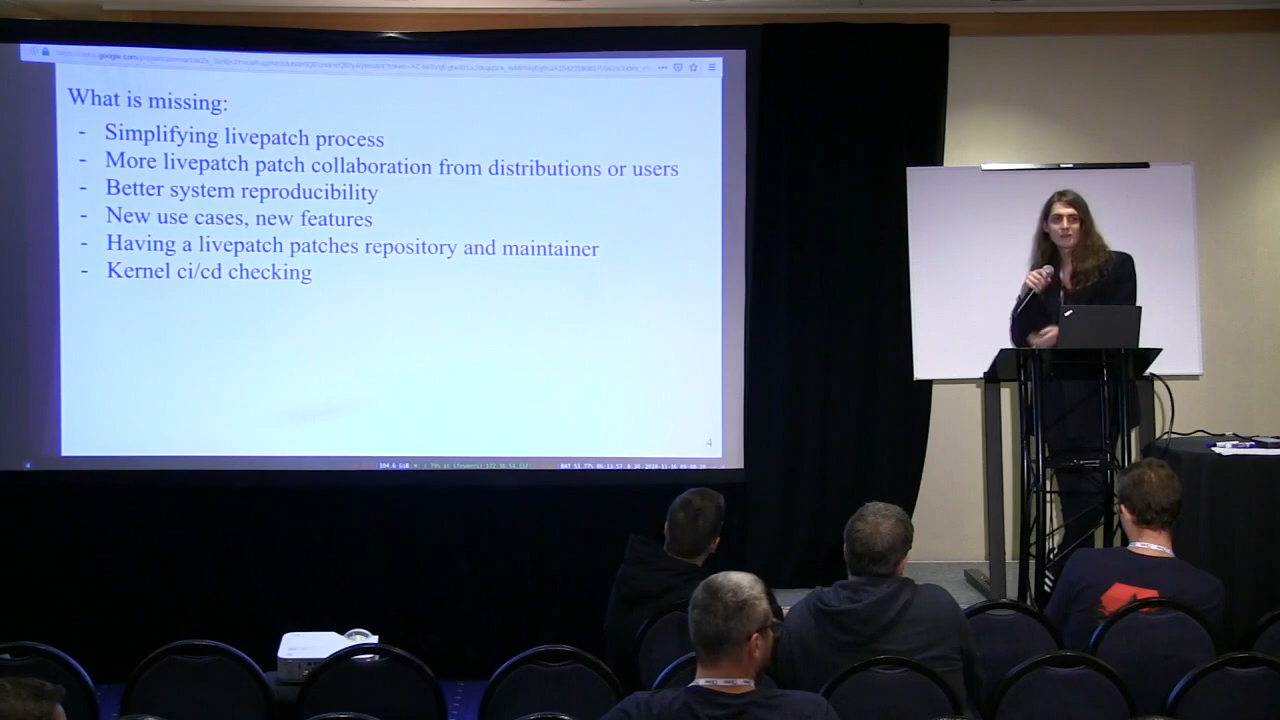 What is missing:
- Simplifying livepatch process
- More livepatch patch collaboration from distributions or users
- Better system reproducibility
- New use cases, new features
- Having a livepatch patches repository and maintainer
- Kernel ci/cd checking
4